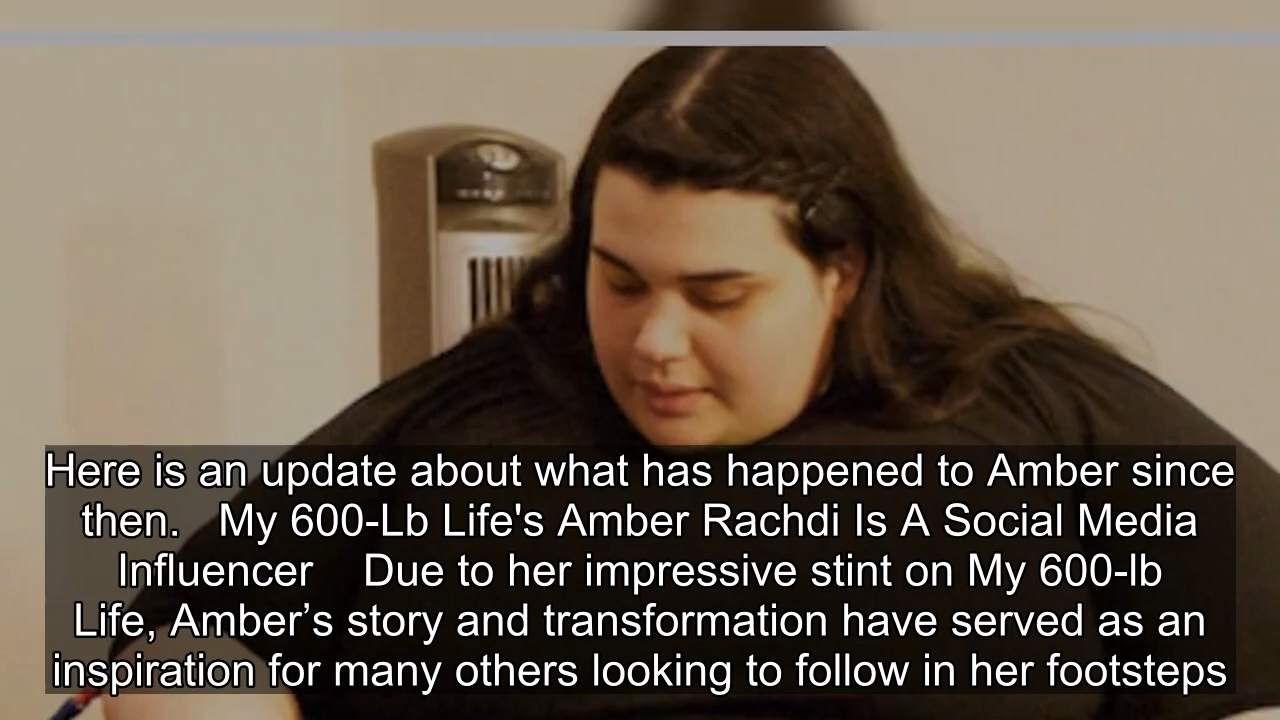 Here is an update about what has happened to Amber since
then.   My 600-Lb Life's Amber Rachdi Is A Social Media
Influencer    Due to her impressive stint on My 600-lb
Life, Amber’s story and transformation have served as an
inspiration for many others looking to follow in her footsteps